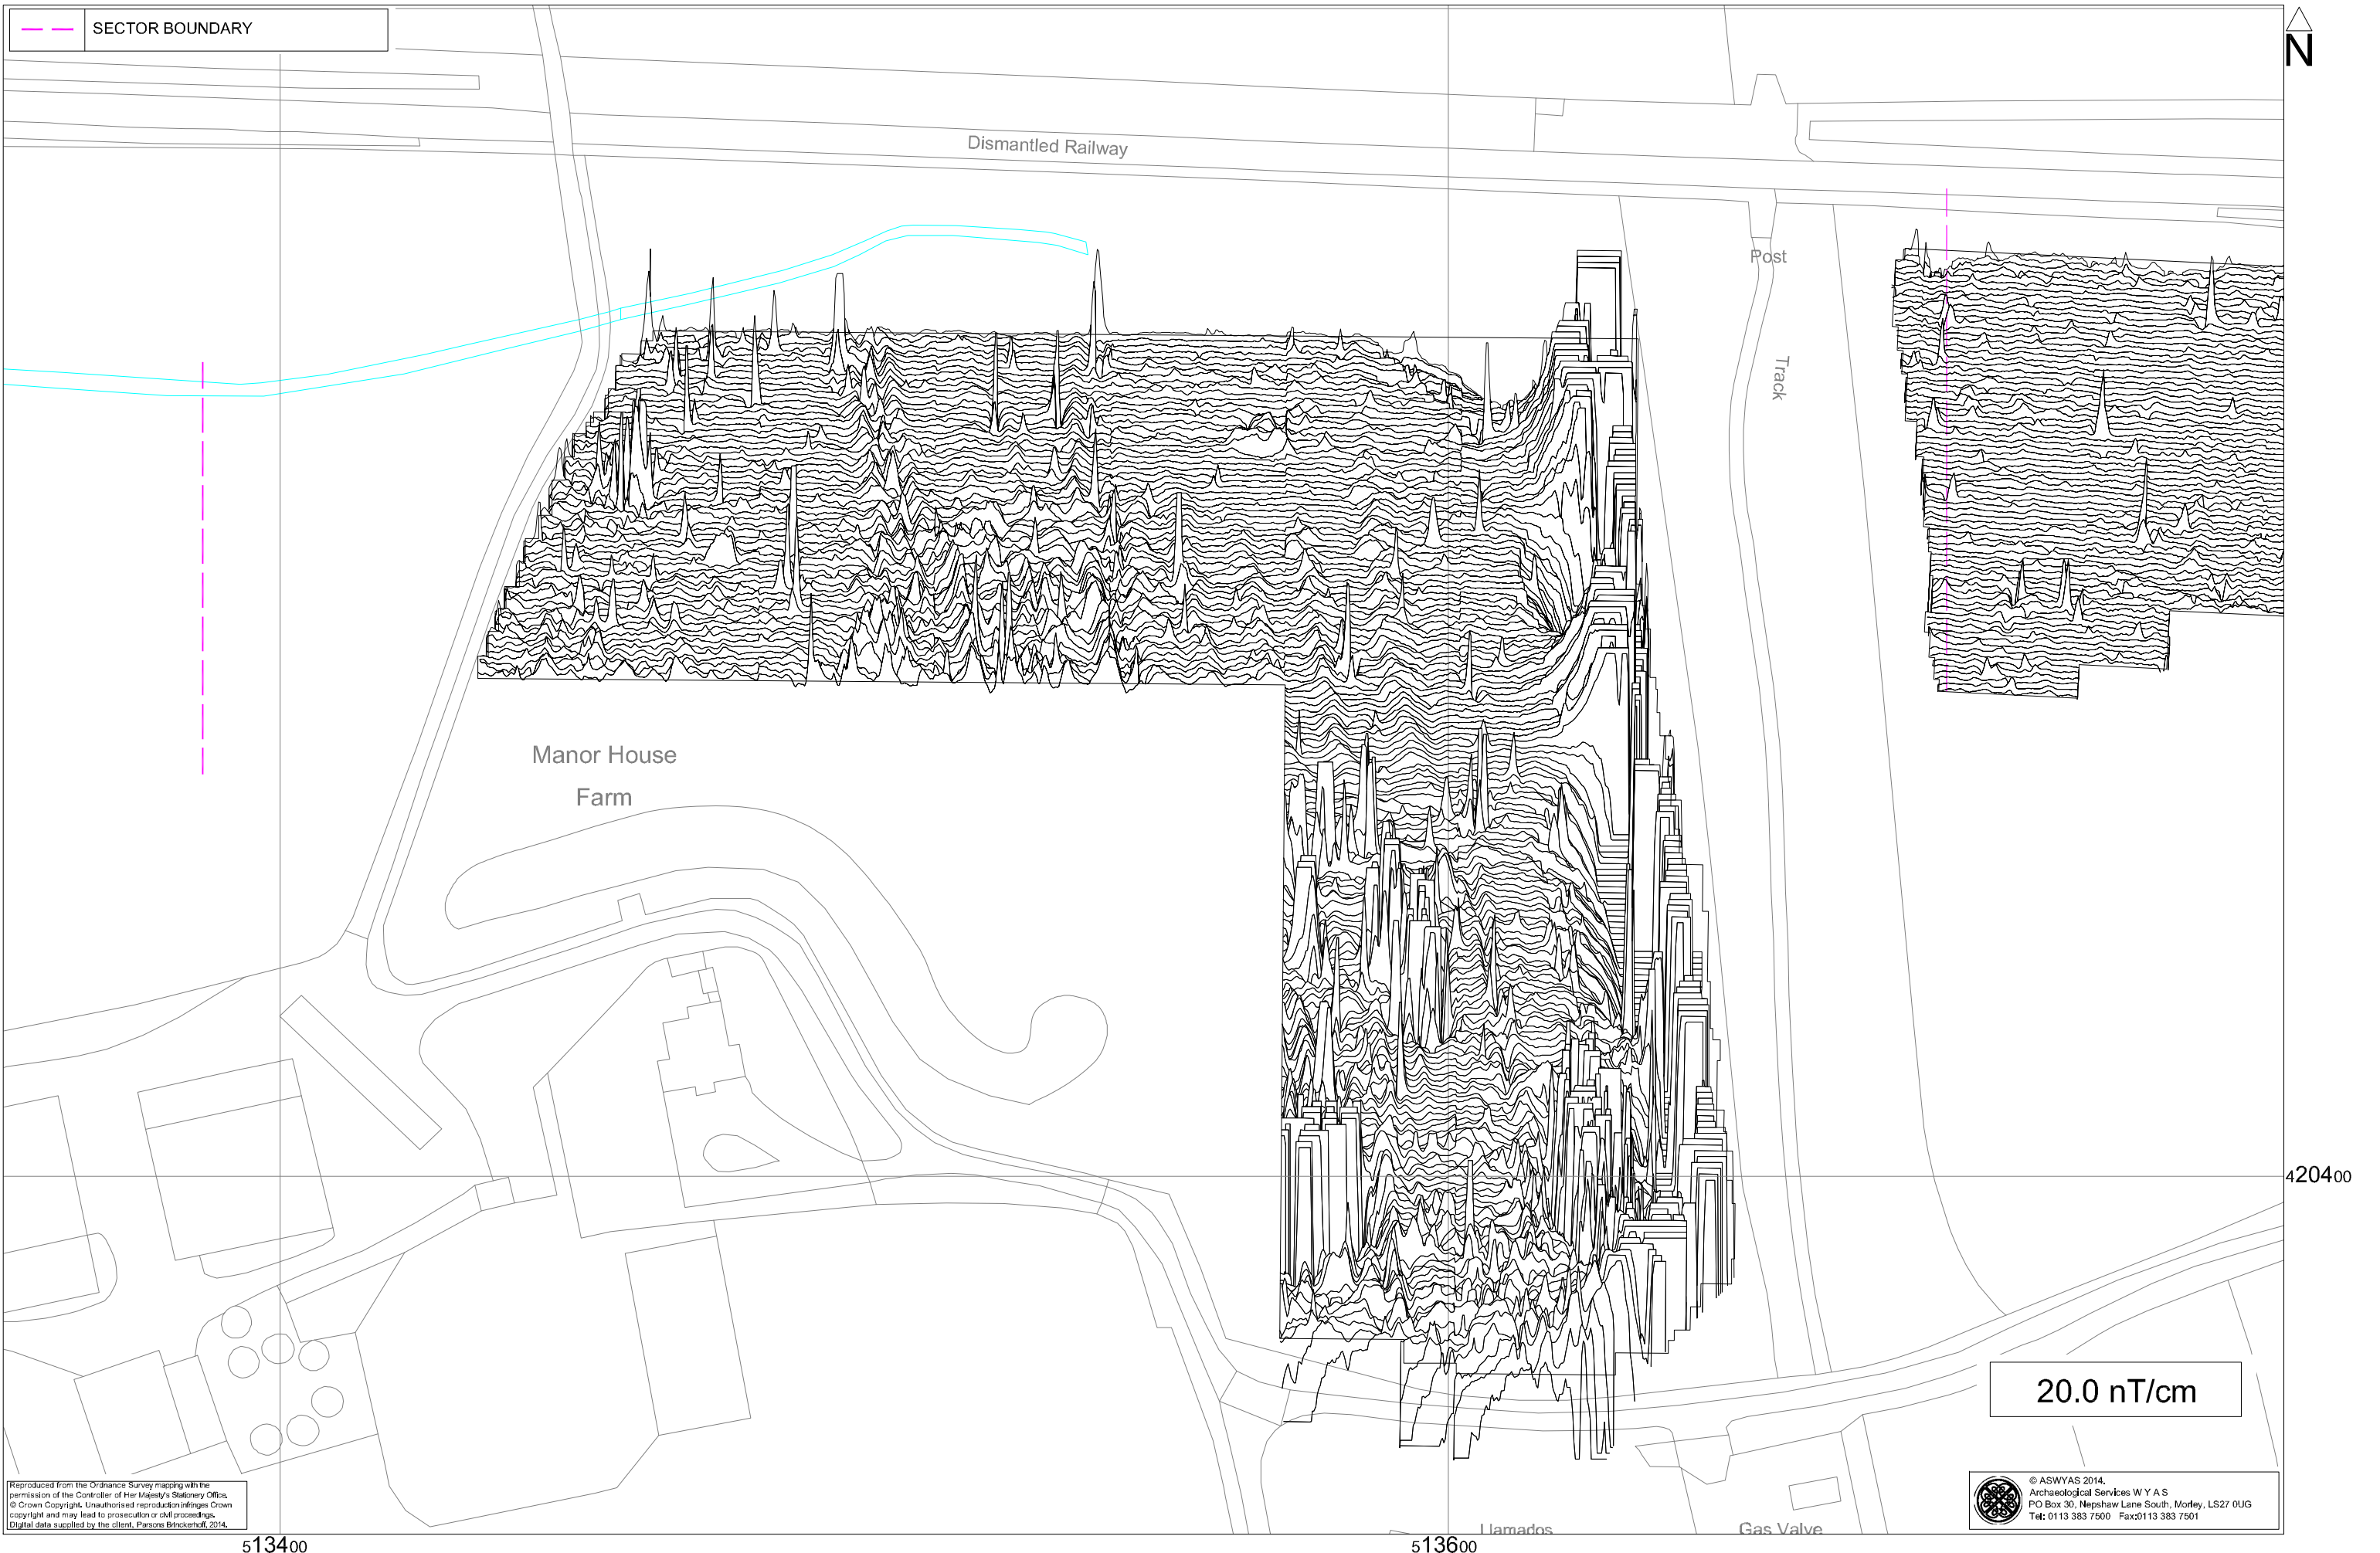 SECTOR BOUNDARY
N
Dismantled Railway
Post
Track
Manor House
Farm
420400
20.0 nT/cm
Reproduced from the Ordnance Survey mapping with the
permission of the Controller of Her Majesty's Stationery Office,
© Crown Copyright. Unauthorised reproduction infringes Crown
copyright and may lead to prosecution or civil proceedings.
Digital data supplied by the client, Parsons Brinckerhoff, 2014.
© ASWYAS 2014.
Archaeological Services W Y A S
PO Box 30, Nepshaw Lane South, Morley, LS27 0UG
Tel: 0113 383 7500 Fax:0113 383 7501
Llamados
Gas Valve
513400
513600